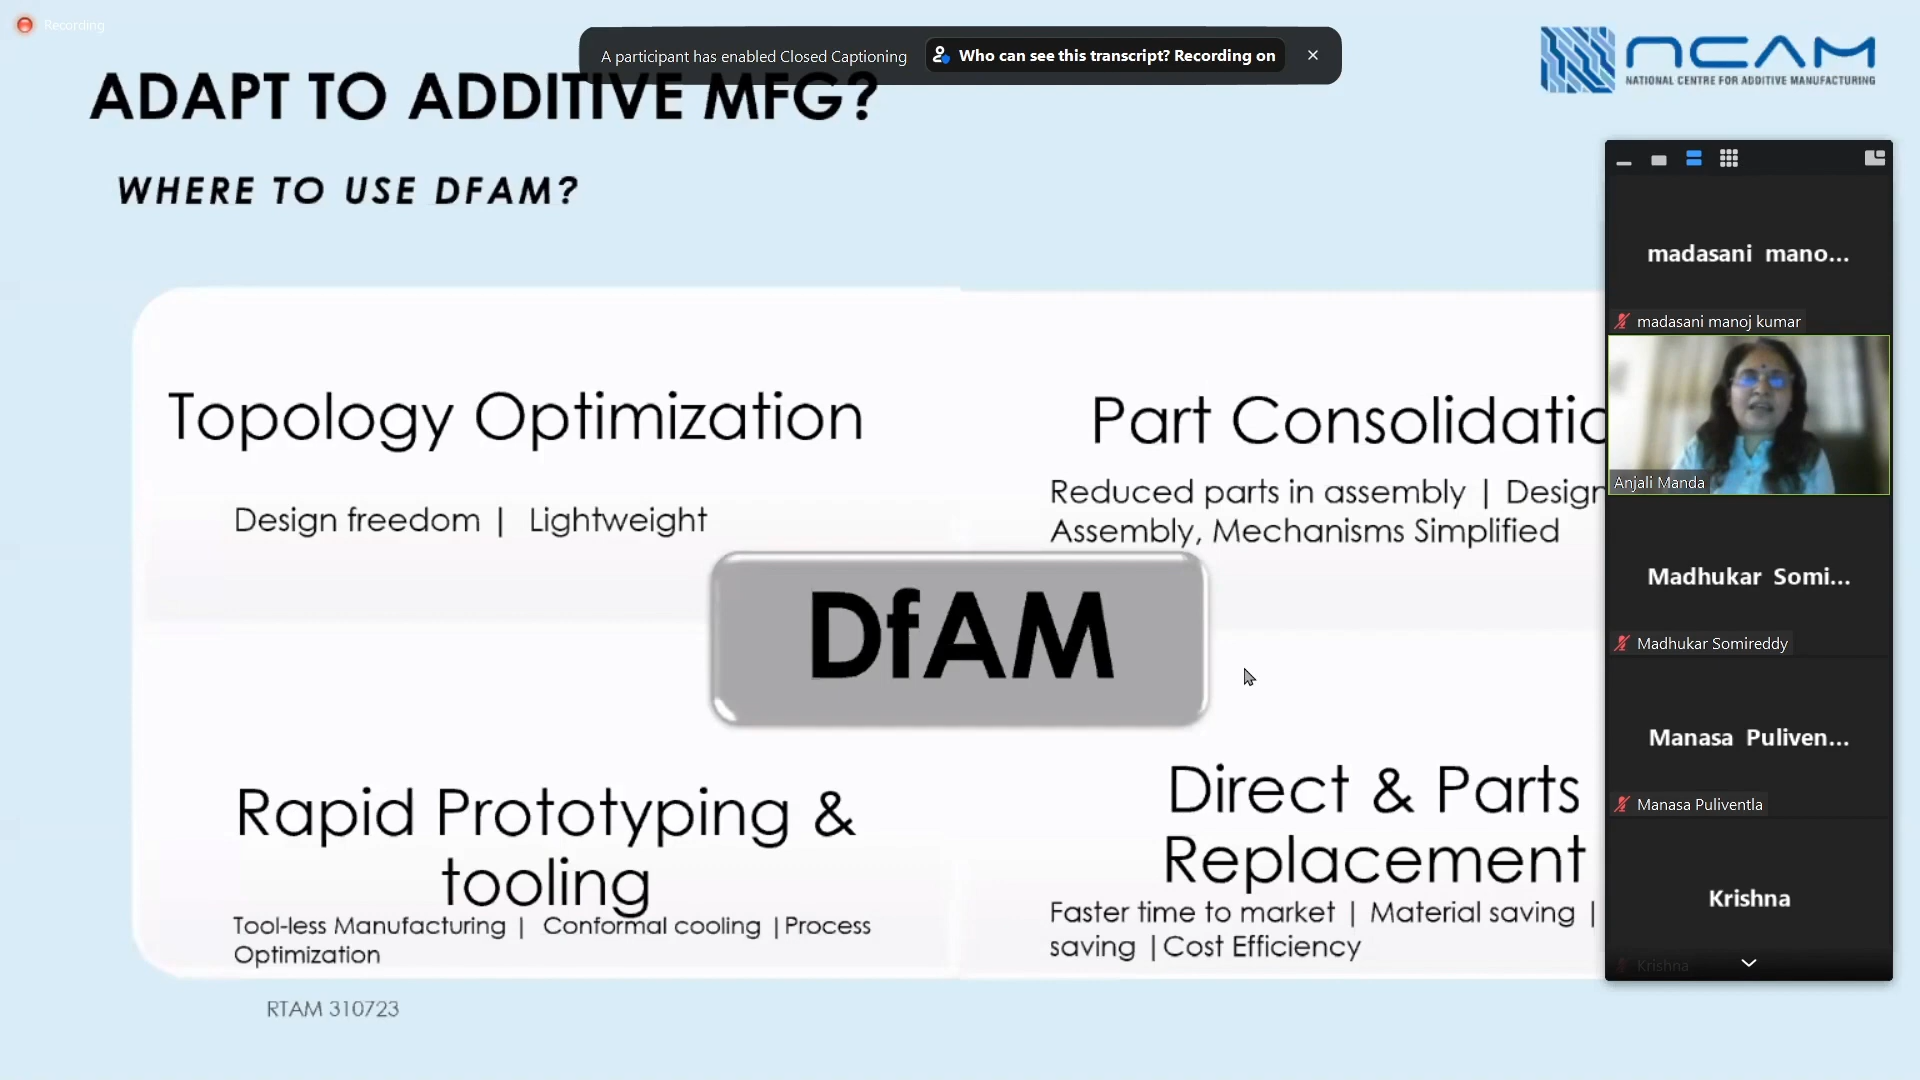 Recording
A participant has enabled Closed Captioning
Who can see this transcript? Recording on
NCAM
NATIONAL CENTRE FOR ADDITIVE MANUFACTURING
ADAPT TO ADDITIVE MFG?
WHERE TO USE DFAM?
Topology Optimization
Design freedom | Lightweight
Part Consolidatio
Reduced parts in assembly | Design
Assembly, Mechanisms Simplified
DfAM
Rapid Prototyping &
tooling
Tool-less Manufacturing | Conformal cooling |Process
Optimization
Direct & Parts
Replacement
Faster time to market | Material saving |
saving |Cost Efficiency
RTAM 310723
madasani mano...
madasani manoj kumar
Anjali Manda
Madhukar Somi...
Madhukar Somireddy
Manasa Puliven...
Manasa Puliventla
Krishna
Krishna